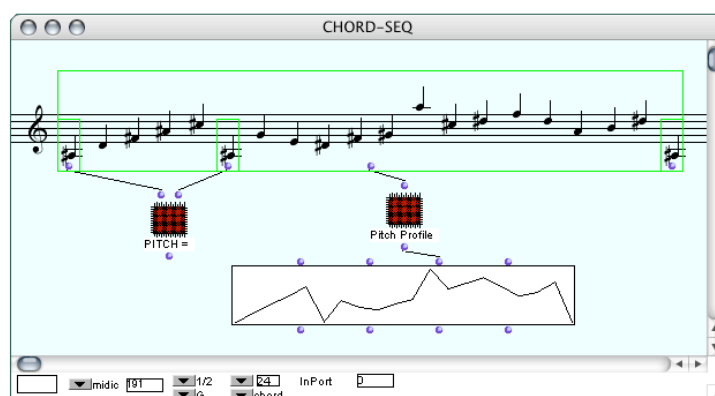 CHORD-SEQ
PITCH =
Pitch Profile
midic 191 1/2 24 InPort 0
G chord